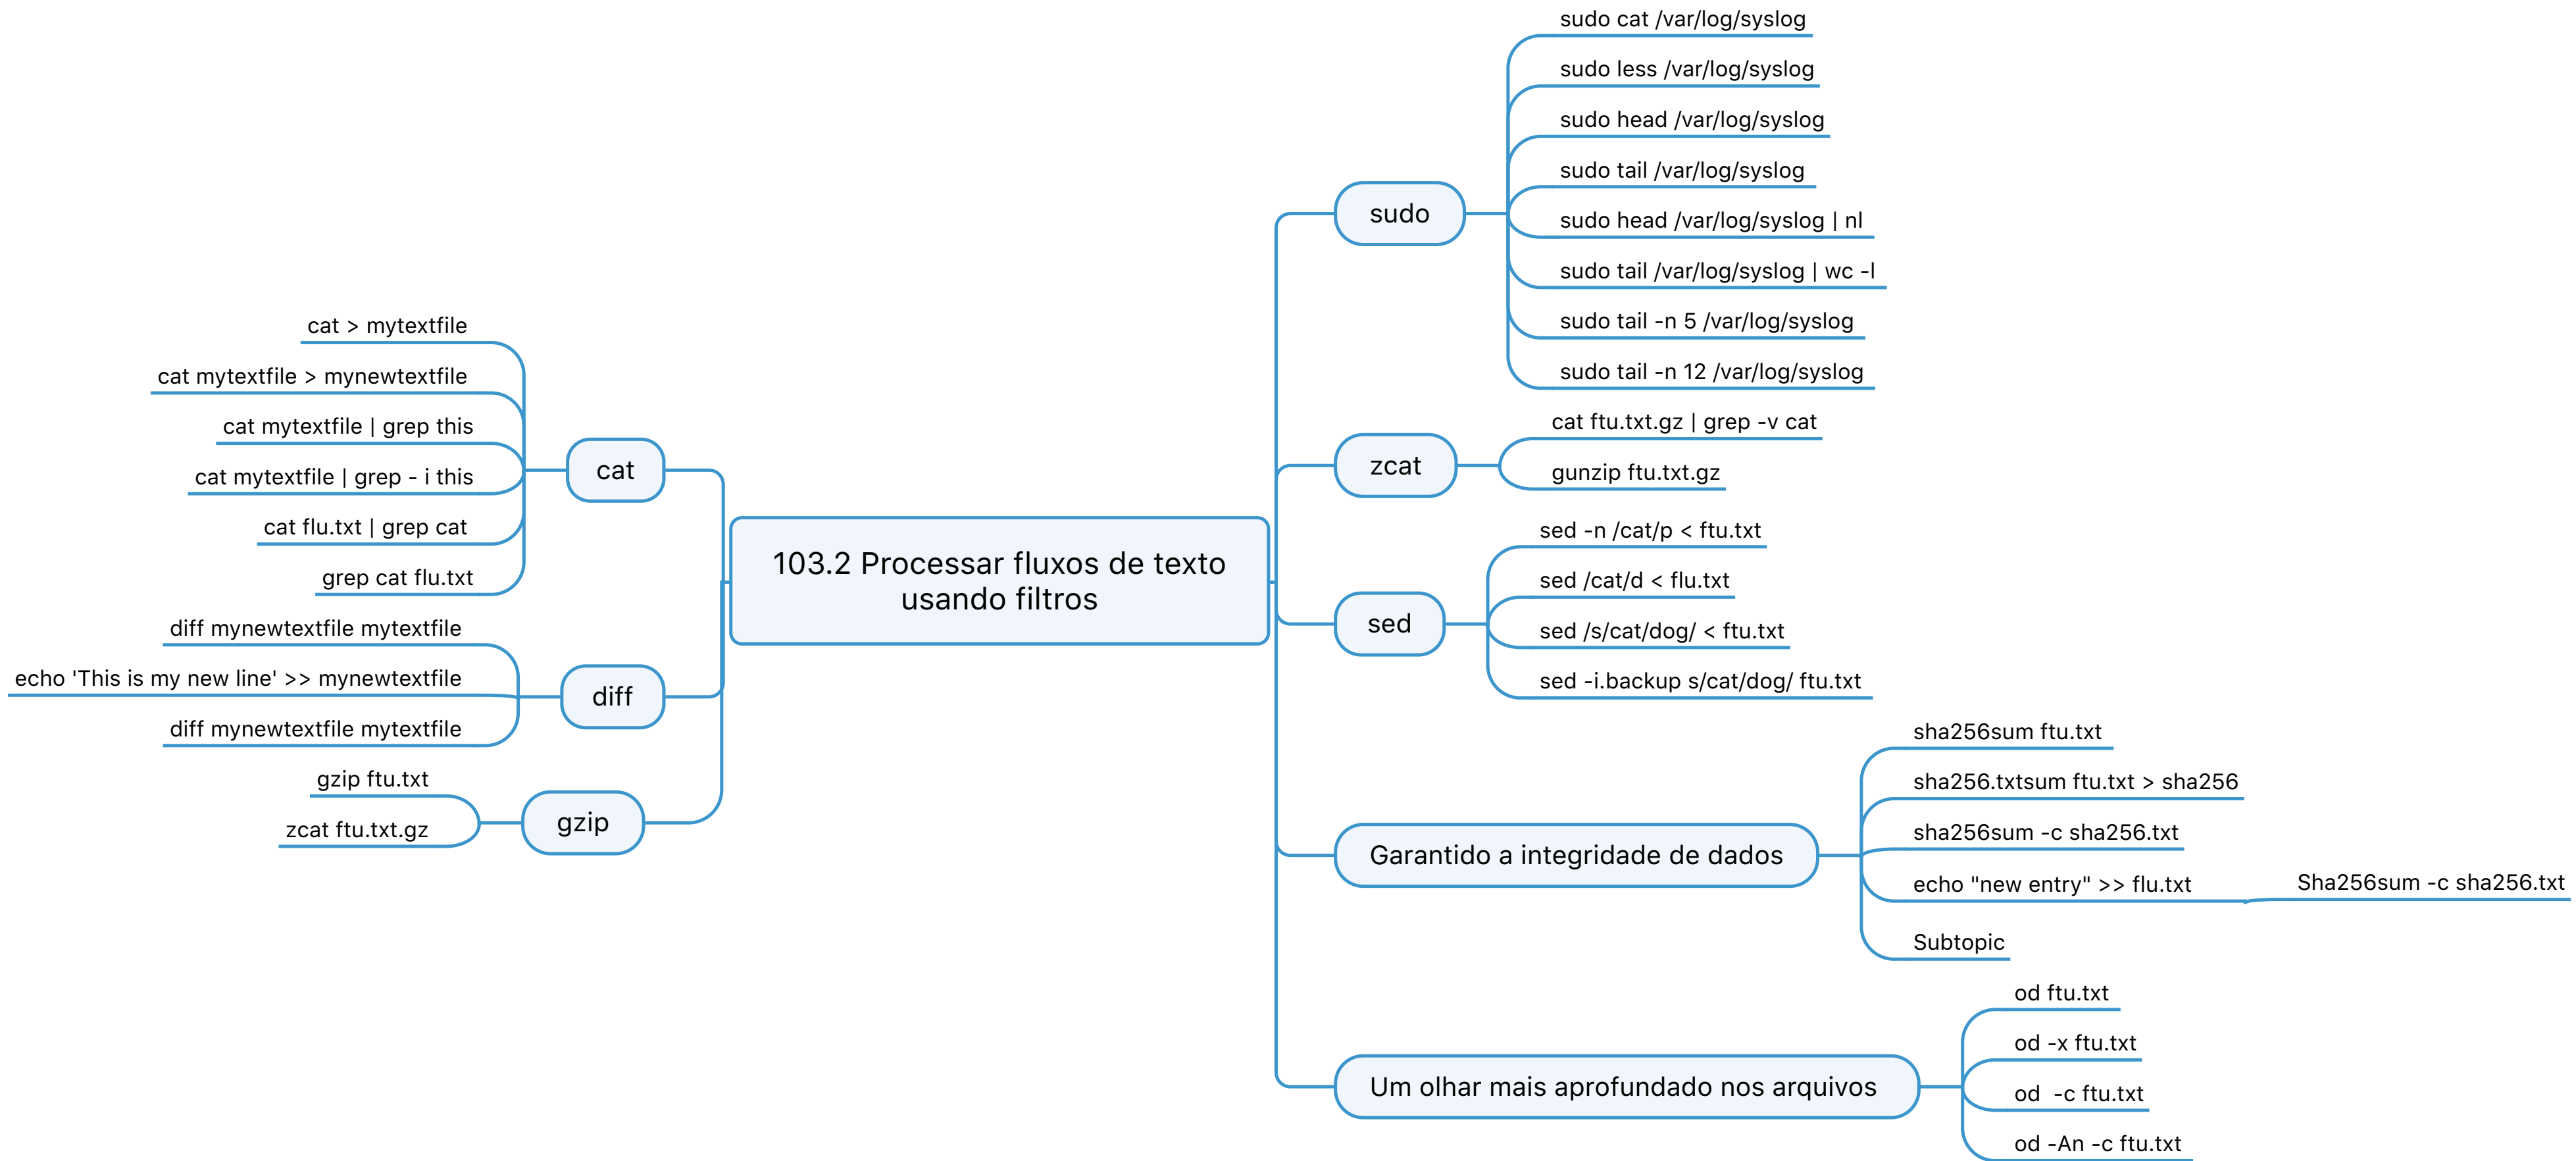 103.2 Processar fluxos de texto
usando filtros
cat
cat > mytextfile
cat mytextfile > mynewtextfile
cat mytextfile | grep this
cat mytextfile | grep - i this
cat flu.txt | grep cat
grep cat flu.txt
diff
diff mynewtextfile mytextfile
echo 'This is my new line' >> mynewtextfile
diff mynewtextfile mytextfile
gzip
gzip ftu.txt
zcat ftu.txt.gz
sudo
sudo cat /var/log/syslog
sudo less /var/log/syslog
sudo head /var/log/syslog
sudo tail /var/log/syslog
sudo head /var/log/syslog | nl
sudo tail /var/log/syslog | wc -l
sudo tail -n 5 /var/log/syslog
sudo tail -n 12 /var/log/syslog
zcat
cat ftu.txt.gz | grep -v cat
gunzip ftu.txt.gz
sed
sed -n /cat/p < ftu.txt
sed /cat/d < flu.txt
sed /s/cat/dog/ < ftu.txt
sed -i.backup s/cat/dog/ ftu.txt
Garantido a integridade de dados
sha256sum ftu.txt
sha256.txtsum ftu.txt > sha256
sha256sum -c sha256.txt
echo "new entry" >> flu.txt
Sha256sum -c sha256.txt
Subtopic
Um olhar mais aprofundado nos arquivos
od ftu.txt
od -x ftu.txt
od  -c ftu.txt
od -An -c ftu.txt